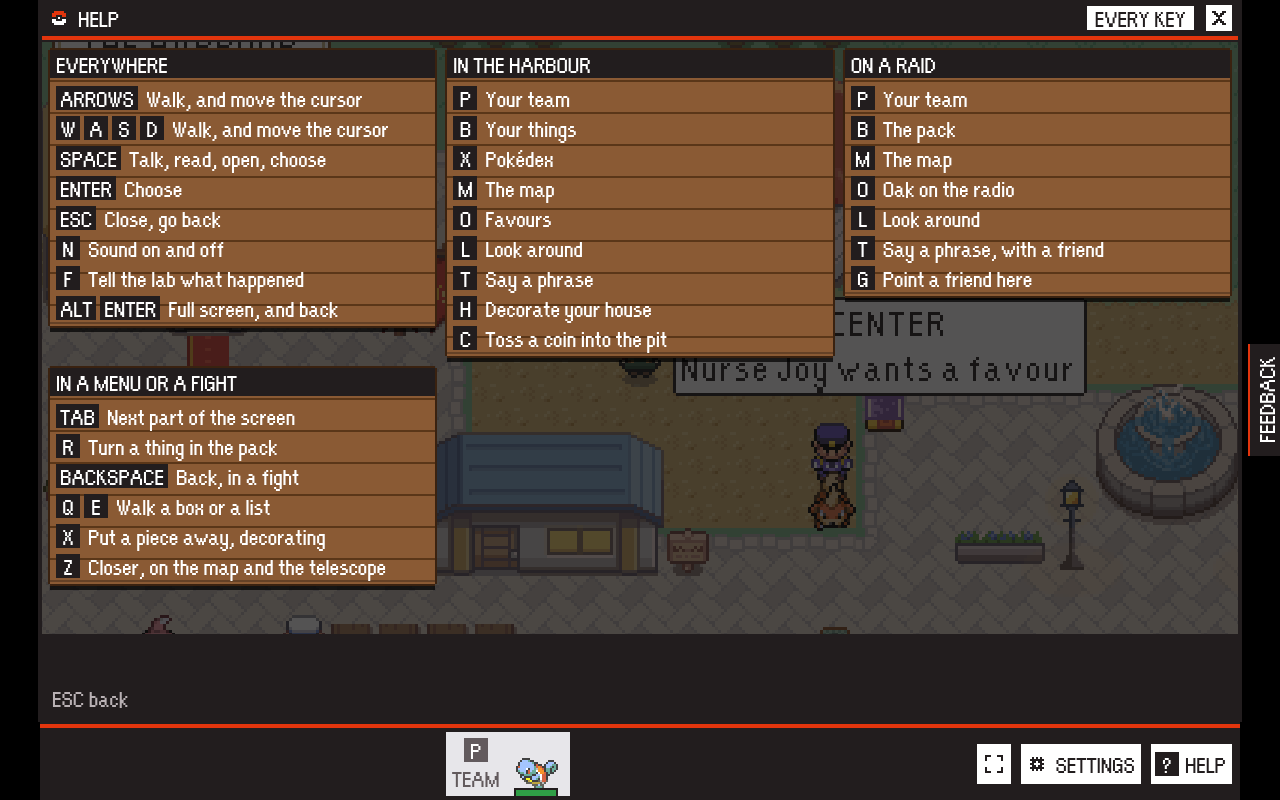 HELP
EVERY KEY
X
EVERYWHERE
ARROWS Walk, and move the cursor
W A S D Walk, and move the cursor
SPACE Talk, read, open, choose
ENTER Choose
ESC Close, go back
N Sound on and off
F Tell the lab what happened
ALT ENTER Full screen, and back
IN A MENU OR A FIGHT
TAB Next part of the screen
R Turn a thing in the pack
BACKSPACE Back, in a fight
Q E Walk a box or a list
X Put a piece away, decorating
Z Closer, on the map and the telescope
IN THE HARBOUR
P Your team
B Your things
X Pokédex
M The map
O Favours
L Look around
T Say a phrase
H Decorate your house
C Toss a coin into the pit
ON A RAID
P Your team
B The pack
M The map
O Oak on the radio
L Look around
T Say a phrase, with a friend
G Point a friend here
CENTER
Nurse Joy wants a favour
FEEDBACK
ESC back
P
TEAM
SETTINGS
? HELP